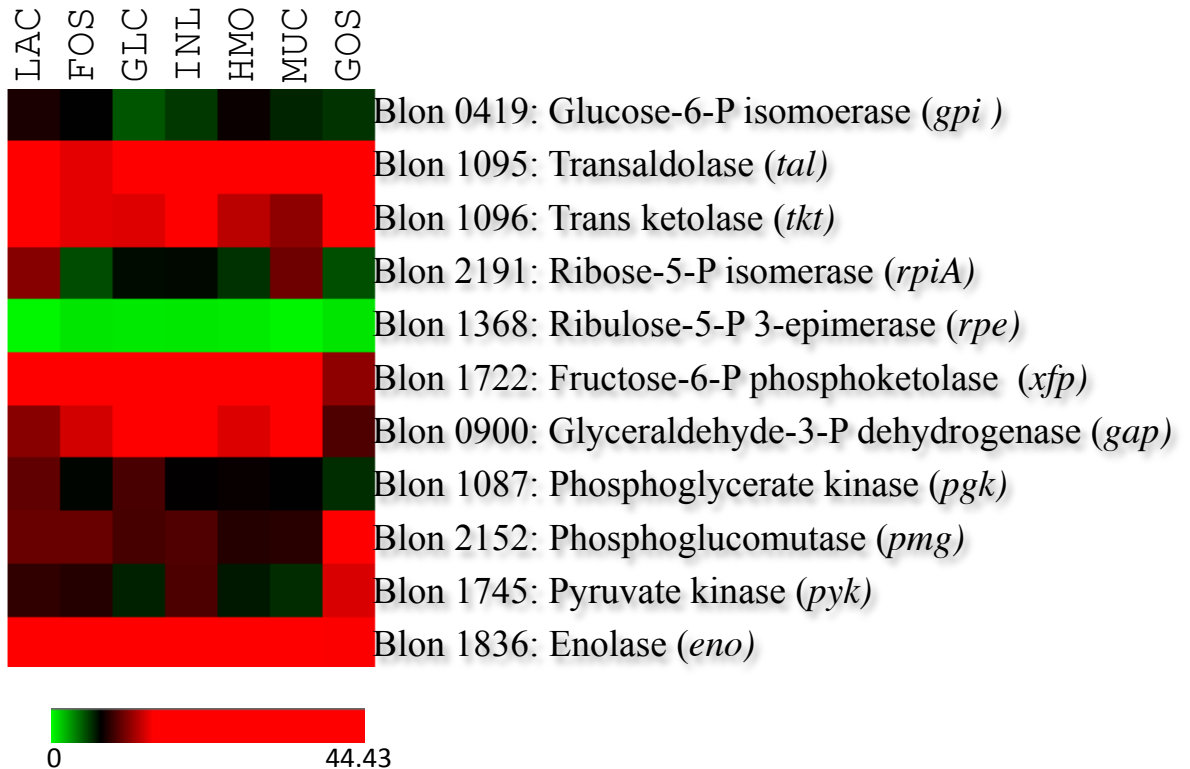 LAC FOS GLC INL HMO MUC GOS
Blon 0419: Glucose-6-P isomoerase (gpi )
Blon 1095: Transaldolase (tal)
Blon 1096: Trans ketolase (tkt)
Blon 2191: Ribose-5-P isomerase (rpiA)
Blon 1368: Ribulose-5-P 3-epimerase (rpe)
Blon 1722: Fructose-6-P phosphoketolase (xfp)
Blon 0900: Glyceraldehyde-3-P dehydrogenase (gap)
Blon 1087: Phosphoglycerate kinase (pgk)
Blon 2152: Phosphoglucomutase (pmg)
Blon 1745: Pyruvate kinase (pyk)
Blon 1836: Enolase (eno)
0 44.43